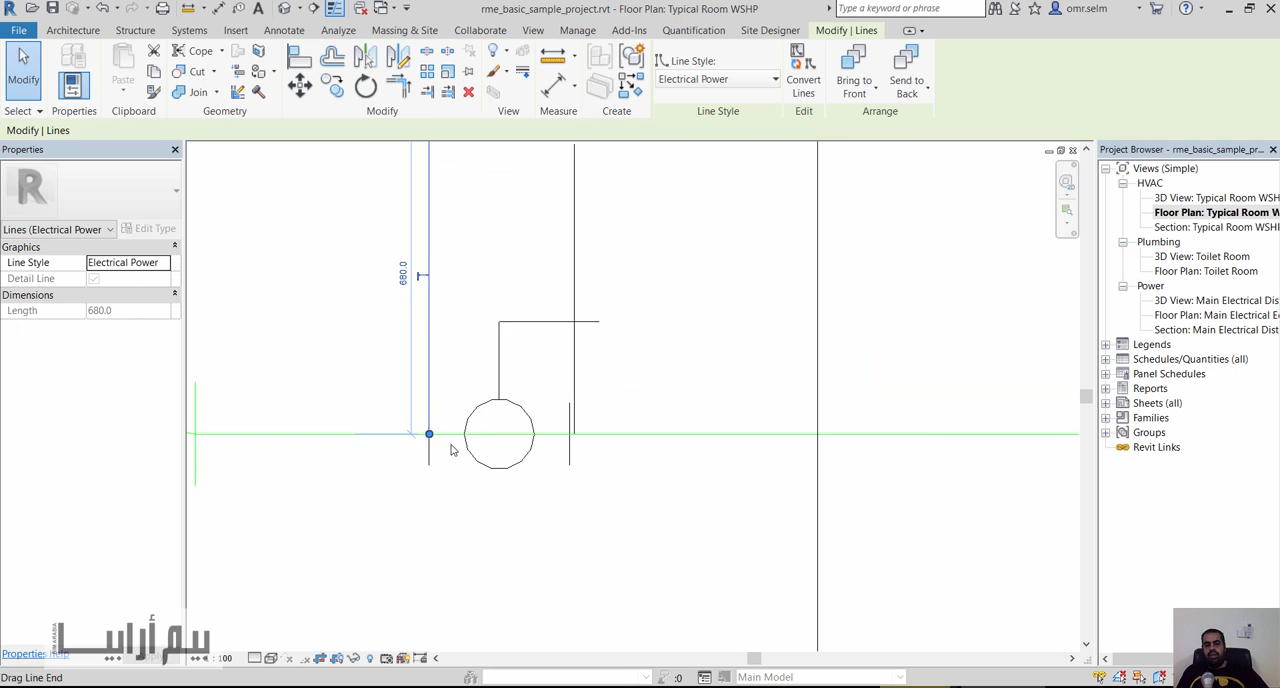 rme_basic_sample_project.rvt - Floor Plan: Typical Room WSHP
Type a keyword or phrase
omr.selm
File
Architecture
Structure
Systems
Insert
Annotate
Analyze
Massing & Site
Collaborate
View
Manage
Add-Ins
Quantification
Site Designer
Modify | Lines
Modify
Paste
Cope
Cut
Join
Line Style:
Electrical Power
Convert
Lines
Bring to
Front
Send to
Back
Select
Properties
Clipboard
Geometry
Modify
View
Measure
Create
Line Style
Edit
Arrange
Modify | Lines
Properties
Lines (Electrical Power
Edit Type
Graphics
Line Style
Electrical Power
Detail Line
Dimensions
Length
680.0
680.0
Project Browser - rme_basic_sample_pr...
Views (Simple)
HVAC
3D View: Typical Room WSH
Floor Plan: Typical Room W
Section: Typical Room WSHI
Plumbing
3D View: Toilet Room
Floor Plan: Toilet Room
Power
3D View: Main Electrical Dist
Floor Plan: Main Electrical E
Section: Main Electrical Dist
Legends
Schedules/Quantities (all)
Panel Schedules
Reports
Sheets (all)
Families
Groups
Revit Links
Properties help
: 100
بيم أرابيا
Drag Line End
:0
Main Model